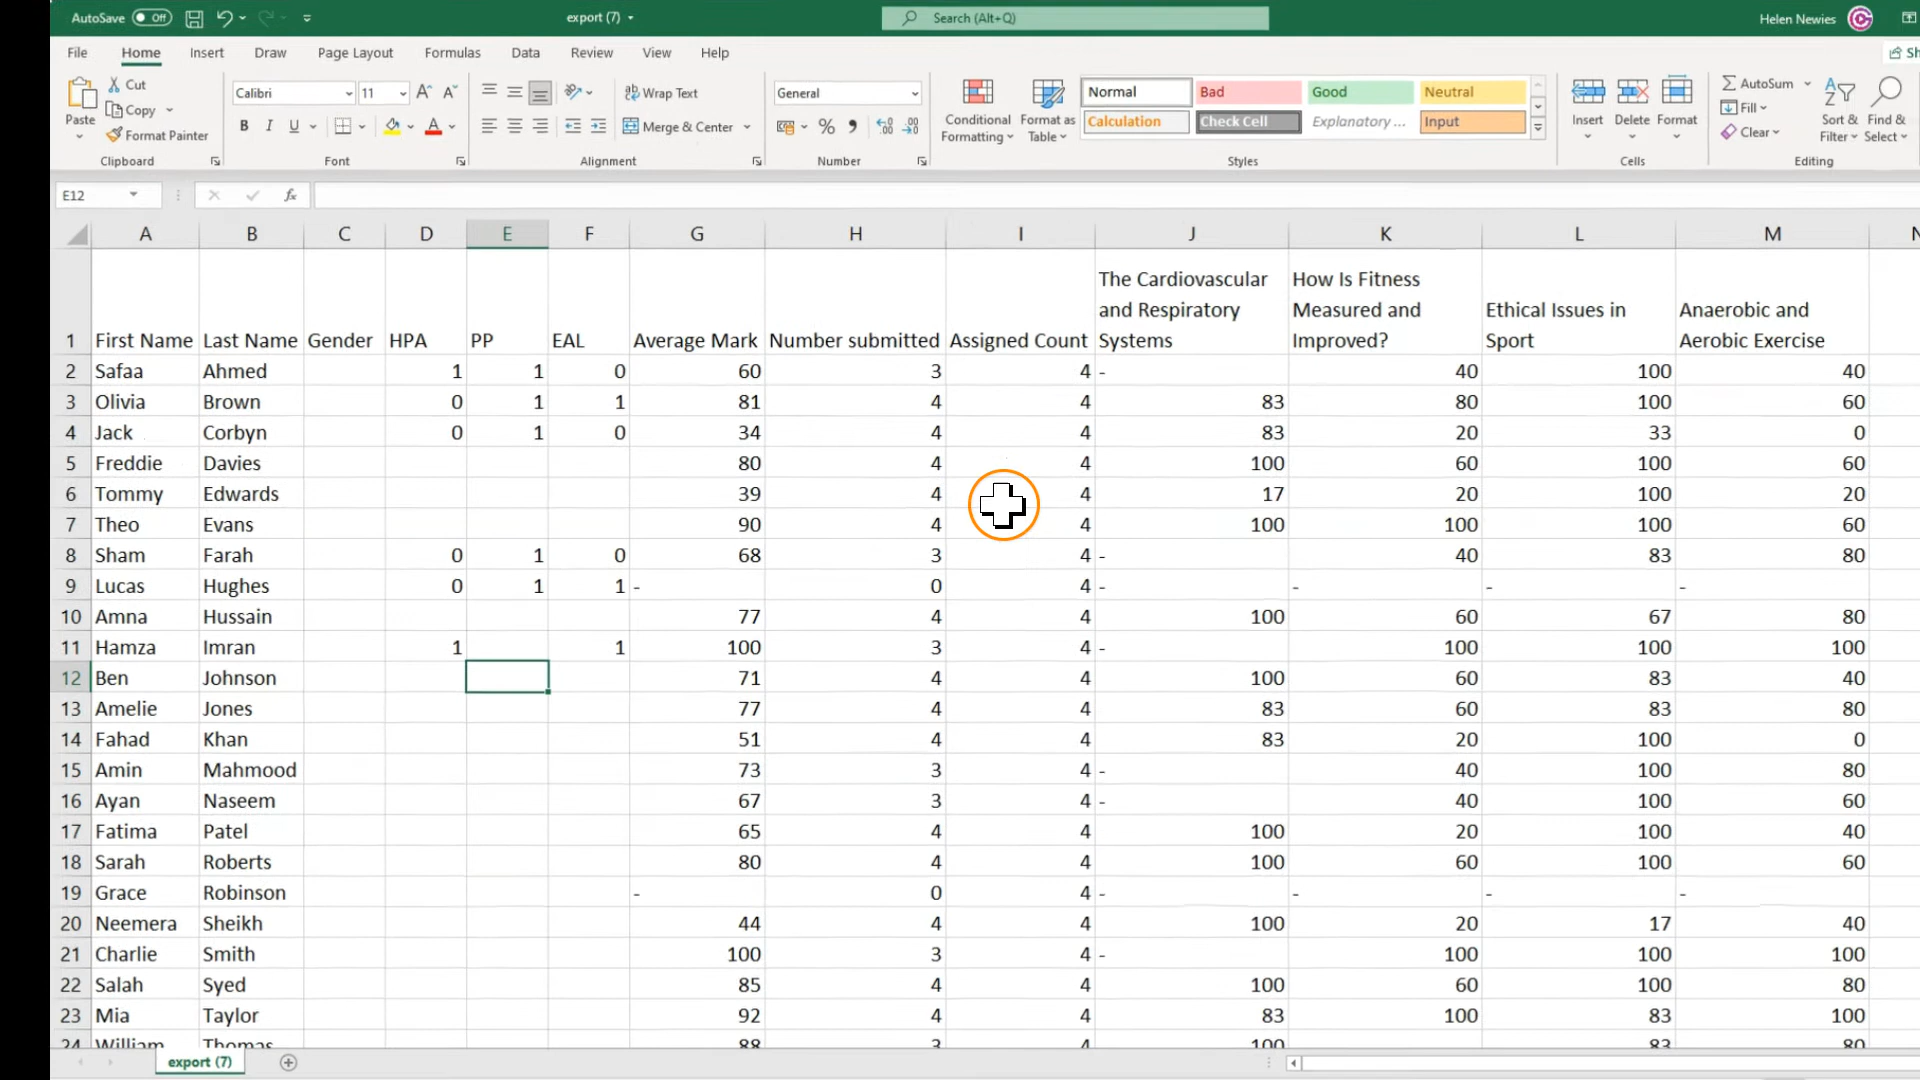 AutoSave Off export (7) Search (Alt+Q) Helen Newies
File Home Insert Draw Page Layout Formulas Data Review View Help
Paste Cut Copy Format Painter Clipboard
Calibri 11 A A B I U A Font
Wrap Text Merge & Center Alignment
General % Number
Conditional Formatting Format as Table
Normal Bad Good Neutral
Calculation Check Cell Explanatory ... Input
Styles
Insert Delete Format Cells
AutoSum Fill Clear Sort & Filter Find & Select Editing
E12 fx
A B C D E F G H I J K L M
1 First Name Last Name Gender HPA PP EAL Average Mark Number submitted Assigned Count The Cardiovascular and Respiratory Systems How Is Fitness Measured and Improved? Ethical Issues in Sport Anaerobic and Aerobic Exercise
2 Safaa Ahmed 1 1 0 60 3 4 - 40 100 40
3 Olivia Brown 0 1 1 81 4 4 83 80 100 60
4 Jack Corbyn 0 1 0 34 4 4 83 20 33 0
5 Freddie Davies 80 4 4 100 60 100 60
6 Tommy Edwards 39 4 4 17 20 100 20
7 Theo Evans 90 4 4 100 100 100 60
8 Sham Farah 0 1 0 68 3 4 - 40 83 80
9 Lucas Hughes 0 1 1 - 0 4 - - - -
10 Amna Hussain 77 4 4 100 60 67 80
11 Hamza Imran 1 1 100 3 4 - 100 100 100
12 Ben Johnson 71 4 4 100 60 83 40
13 Amelie Jones 77 4 4 83 60 83 80
14 Fahad Khan 51 4 4 83 20 100 0
15 Amin Mahmood 73 3 4 - 40 100 80
16 Ayan Naseem 67 3 4 - 40 100 60
17 Fatima Patel 65 4 4 100 20 100 40
18 Sarah Roberts 80 4 4 100 60 100 60
19 Grace Robinson - 0 4 - - - -
20 Neemera Sheikh 44 4 4 100 20 17 40
21 Charlie Smith 100 3 4 - 100 100 100
22 Salah Syed 85 4 4 100 60 100 80
23 Mia Taylor 92 4 4 83 100 83 100
24 William Thomas 88 3 4 100 83 80
export (7)